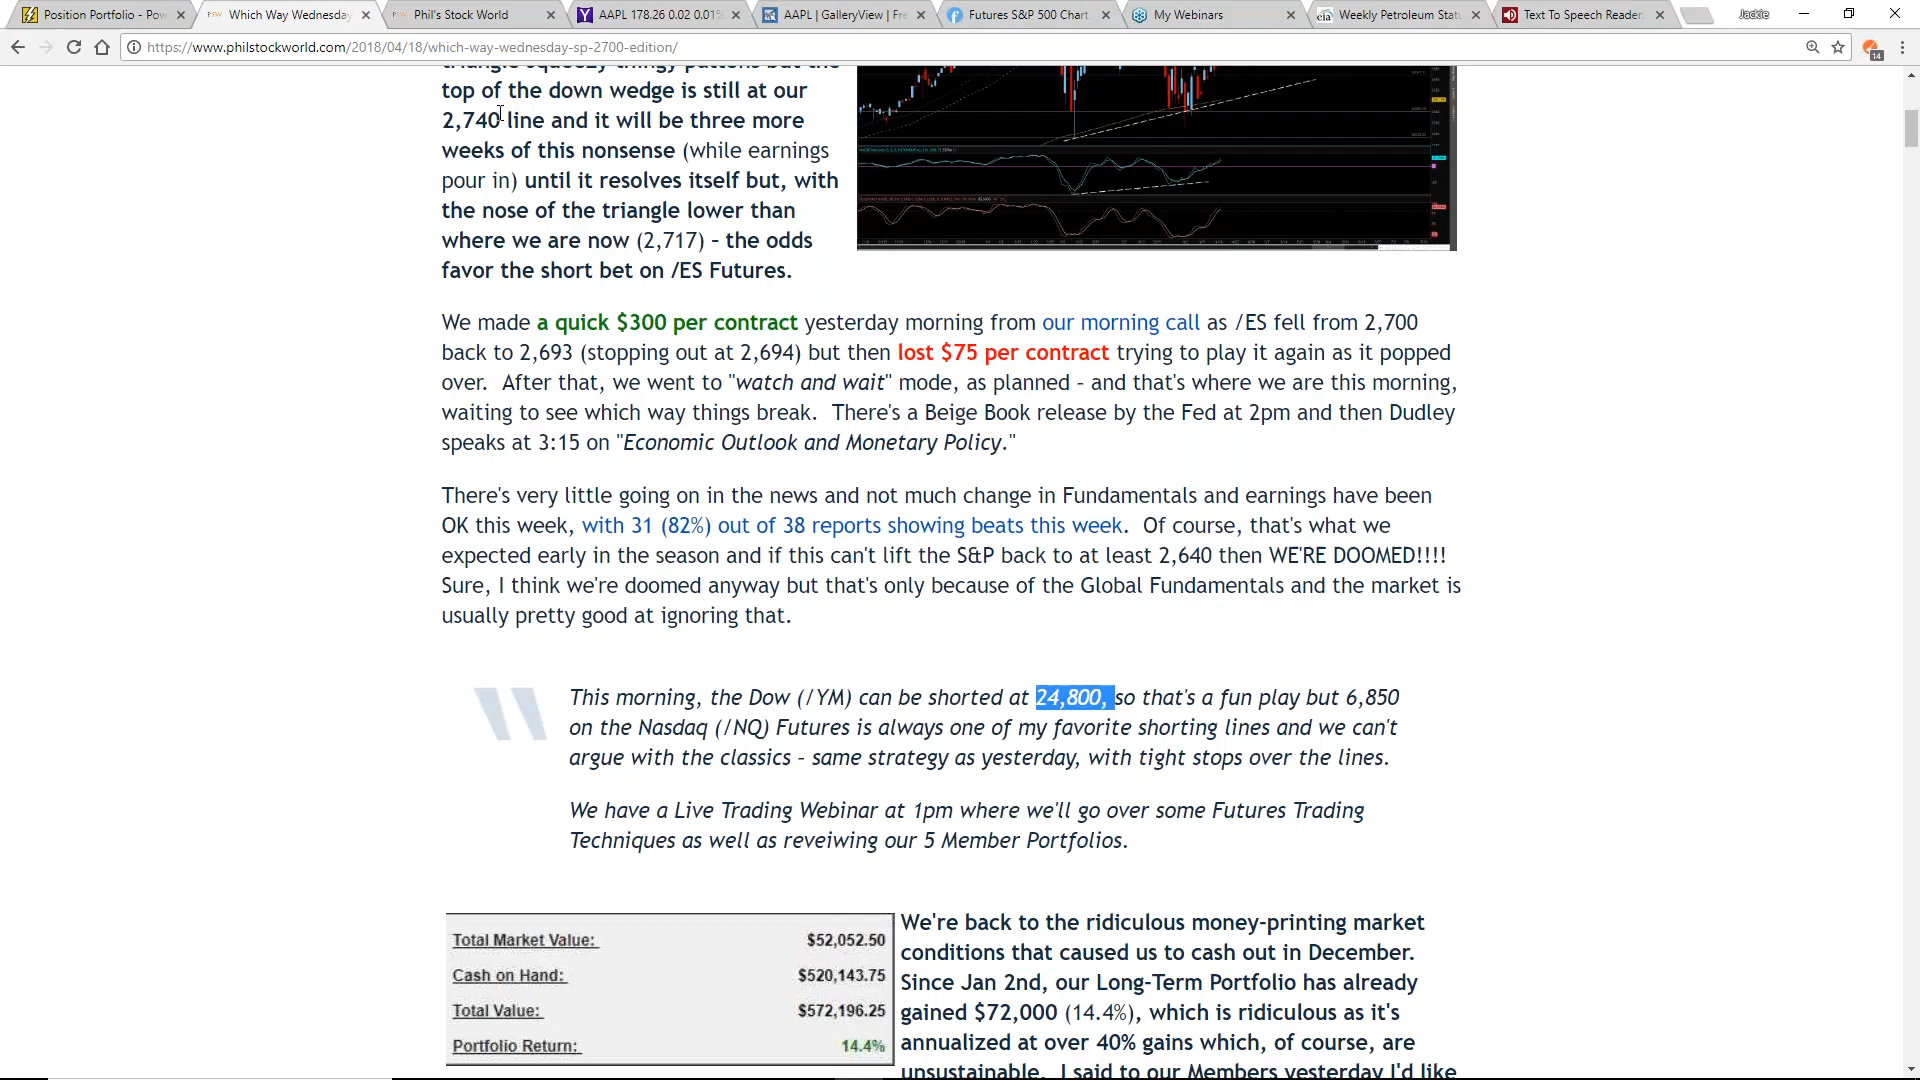 Position Portfolio - Pow
Which Way Wednesday
Phil's Stock World
AAPL 178.26 0.02 0.01%
AAPL | GalleryView | Fre
Futures S&P 500 Chart
My Webinars
Weekly Petroleum Stat
Text To Speech Reader
Jackie
https://www.philstockworld.com/2018/04/18/which-way-wednesday-sp-2700-edition/
14
triangle squeezy thingy pattons but the
top of the down wedge is still at our
2,740 line and it will be three more
weeks of this nonsense (while earnings
pour in) until it resolves itself but, with
the nose of the triangle lower than
where we are now (2,717) - the odds
favor the short bet on /ES Futures.
We made a quick $300 per contract yesterday morning from our morning call as /ES fell from 2,700
back to 2,693 (stopping out at 2,694) but then lost $75 per contract trying to play it again as it popped
over. After that, we went to "watch and wait" mode, as planned - and that's where we are this morning,
waiting to see which way things break. There's a Beige Book release by the Fed at 2pm and then Dudley
speaks at 3:15 on "Economic Outlook and Monetary Policy."
There's very little going on in the news and not much change in Fundamentals and earnings have been
OK this week, with 31 (82%) out of 38 reports showing beats this week. Of course, that's what we
expected early in the season and if this can't lift the S&P back to at least 2,640 then WE'RE DOOMED!!!!
Sure, I think we're doomed anyway but that's only because of the Global Fundamentals and the market is
usually pretty good at ignoring that.
This morning, the Dow (/YM) can be shorted at 24,800, so that's a fun play but 6,850
on the Nasdaq (/NQ) Futures is always one of my favorite shorting lines and we can't
argue with the classics - same strategy as yesterday, with tight stops over the lines.
We have a Live Trading Webinar at 1pm where we'll go over some Futures Trading
Techniques as well as reveiwing our 5 Member Portfolios.
Total Market Value: $52,052.50
Cash on Hand: $520,143.75
Total Value: $572,196.25
Portfolio Return: 14.4%
We're back to the ridiculous money-printing market
conditions that caused us to cash out in December.
Since Jan 2nd, our Long-Term Portfolio has already
gained $72,000 (14.4%), which is ridiculous as it's
annualized at over 40% gains which, of course, are
unsustainable. I said to our Members yesterday I'd like